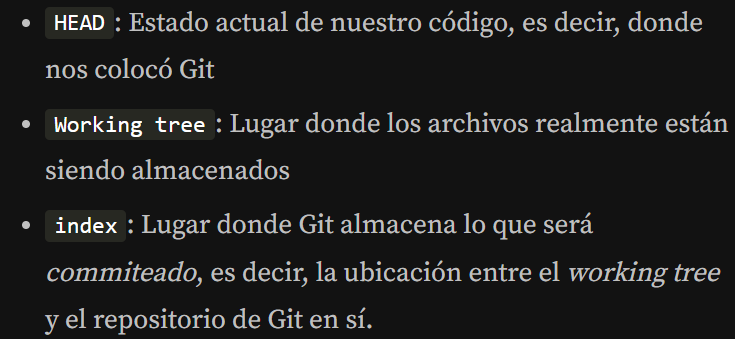 HEAD: Estado actual de nuestro código, es decir, donde
nos colocó Git
Working tree: Lugar donde los archivos realmente están
siendo almacenados
index: Lugar donde Git almacena lo que será
commiteado, es decir, la ubicación entre el working tree
y el repositorio de Git en sí.